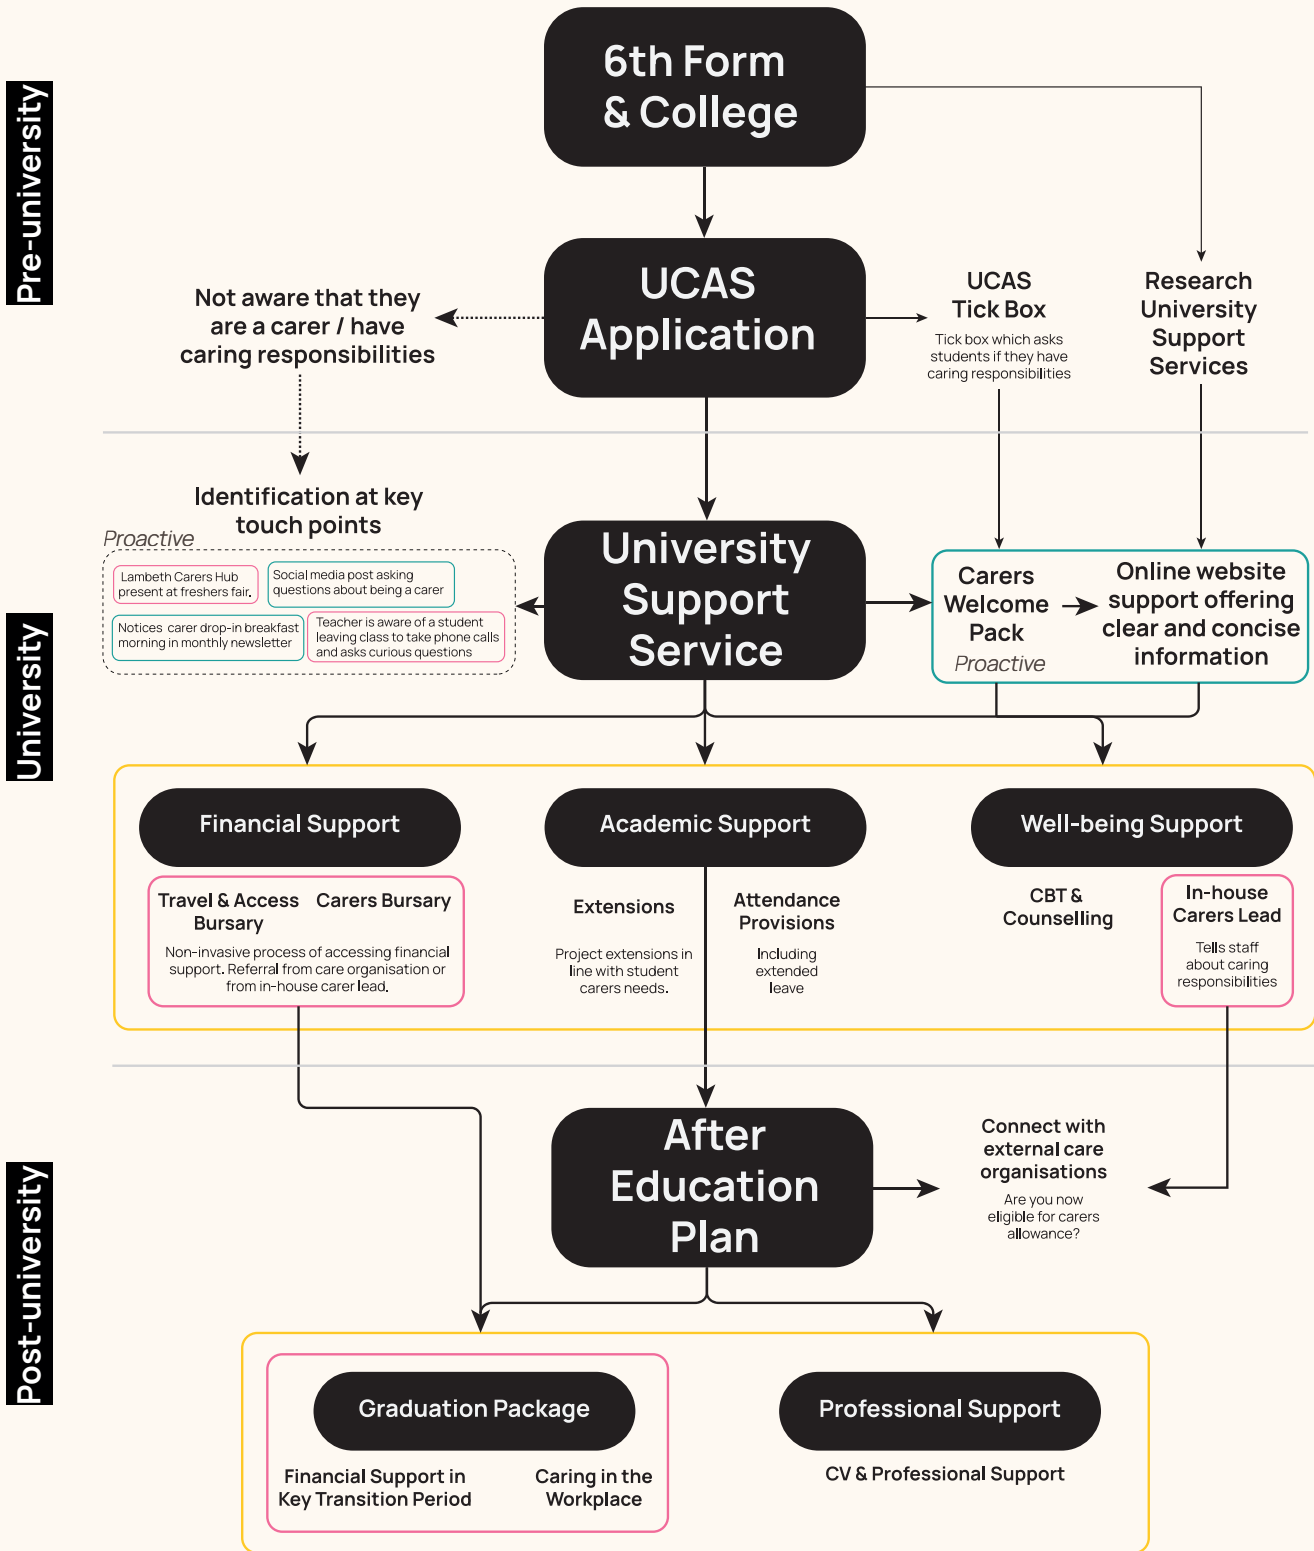 Pre-university
6th Form
& College
UCAS
Application
Not aware that they
are a carer / have
caring responsibilities
UCAS
Tick Box
Tick box which asks
students if they have
caring responsibilities
Research
University
Support
Services
University
Identification at key
touch points
Proactive
Lambeth Carers Hub
present at freshers fair.
Social media post asking
questions about being a carer
Notices carer drop-in breakfast
morning in monthly newsletter
Teacher is aware of a student
leaving class to take phone calls
and asks curious questions
University
Support
Service
Carers
Welcome
Pack
Proactive
Online website
support offering
clear and concise
information
Financial Support
Travel & Access
Bursary
Carers Bursary
Non-invasive process of accessing financial
support. Referral from care organisation or
from in-house carer lead.
Academic Support
Extensions
Project extensions in
line with student
carers needs.
Attendance
Provisions
Including
extended
leave
Well-being Support
CBT &
Counselling
In-house
Carers Lead
Tells staff
about caring
responsibilities
Post-university
After
Education
Plan
Connect with
external care
organisations
Are you now
eligible for carers
allowance?
Graduation Package
Financial Support in
Key Transition Period
Caring in the
Workplace
Professional Support
CV & Professional Support